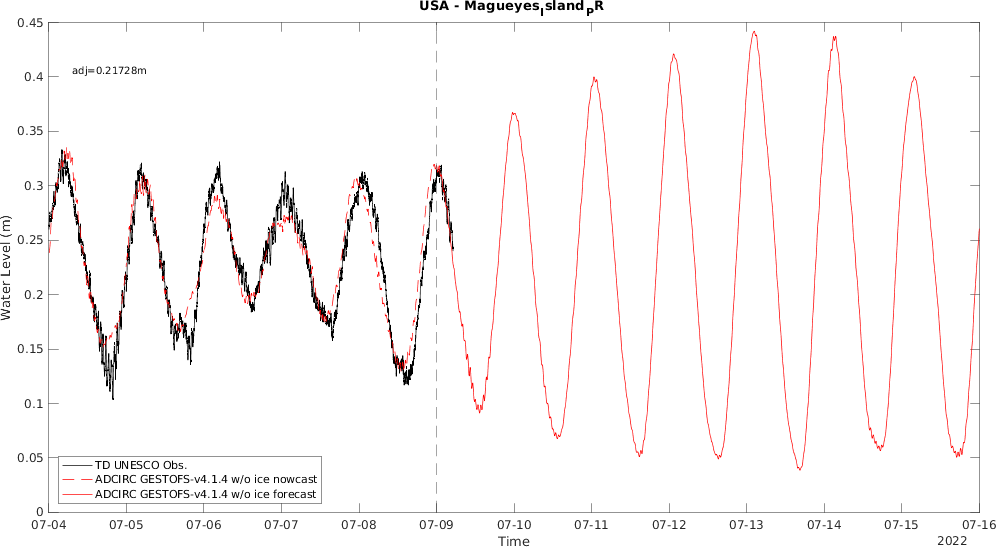 USA - Magueyes_Island_PR
0.45
0.4
0.35
0.3
0.25
0.2
0.15
0.1
0.05
0
Water Level (m)
adj=0.21728m
TD UNESCO Obs.
ADCIRC GESTOFS-v4.1.4 w/o ice nowcast
ADCIRC GESTOFS-v4.1.4 w/o ice forecast
07-04 07-05 07-06 07-07 07-08 07-09 07-10 07-11 07-12 07-13 07-14 07-15 07-16
Time
2022